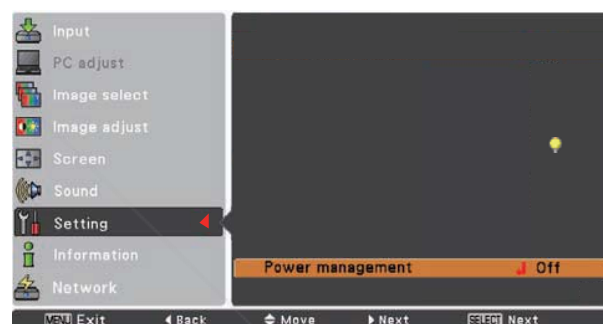 Input
PC adjust
Image select
Image adjust
Screen
Sound
Setting
Information
Network
Power management Off
MENU Exit Back Move Next SELECT Next